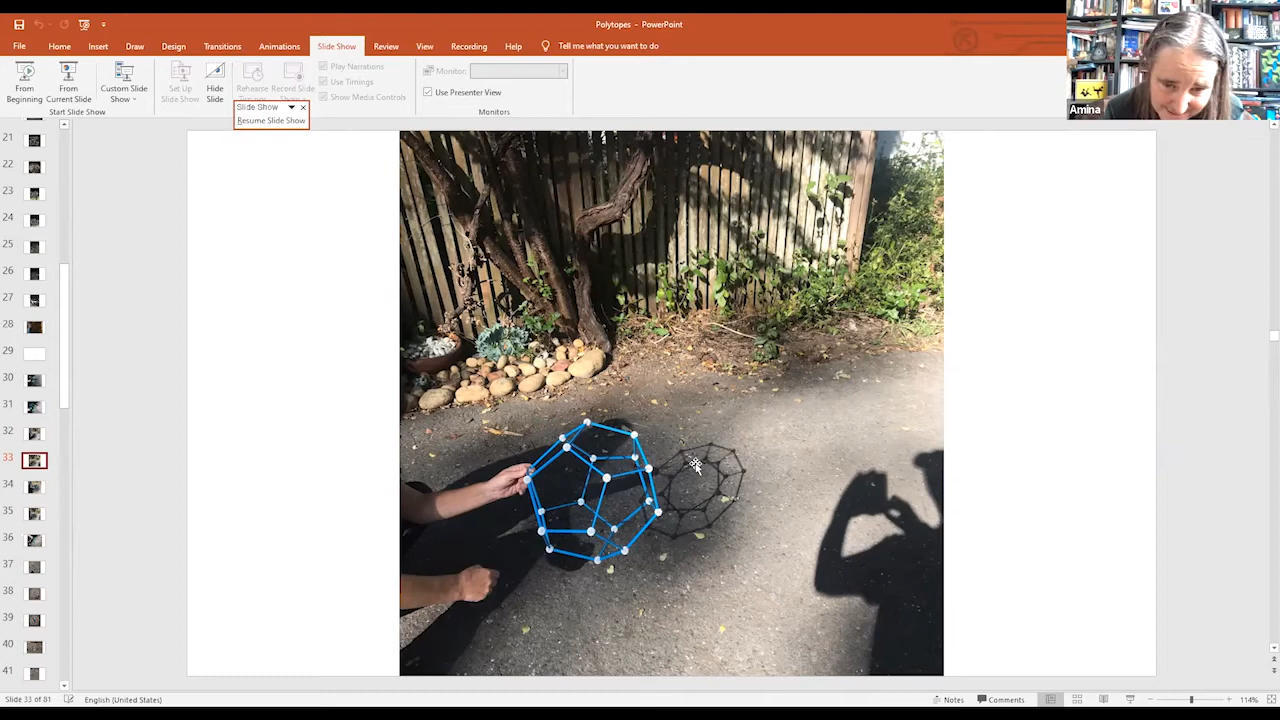 Polytopes - PowerPoint
File Home Insert Draw Design Transitions Animations Slide Show Review View Recording Help Tell me what you want to do
From Beginning
From Current Slide
Custom Slide Show
Set Up Slide Show
Hide Slide
Rehearse
Record Slide
Play Narrations
Use Timings
Show Media Controls
Monitor:
Use Presenter View
Start Slide Show
Monitors
Slide Show
Resume Slide Show
Amina
21
22
23
24
25
26
27
28
29
30
31
32
33
34
35
36
37
38
39
40
41
Slide 33 of 81 English (United States) Notes Comments 114%